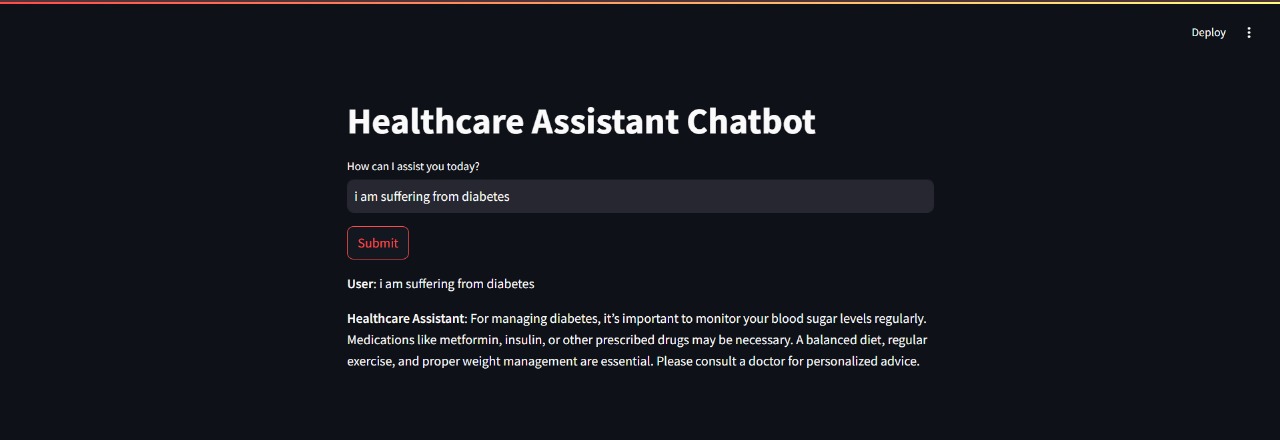 Deploy
Healthcare Assistant Chatbot
How can I assist you today?
i am suffering from diabetes
Submit
User: i am suffering from diabetes
Healthcare Assistant: For managing diabetes, it’s important to monitor your blood sugar levels regularly.
Medications like metformin, insulin, or other prescribed drugs may be necessary. A balanced diet, regular
exercise, and proper weight management are essential. Please consult a doctor for personalized advice.